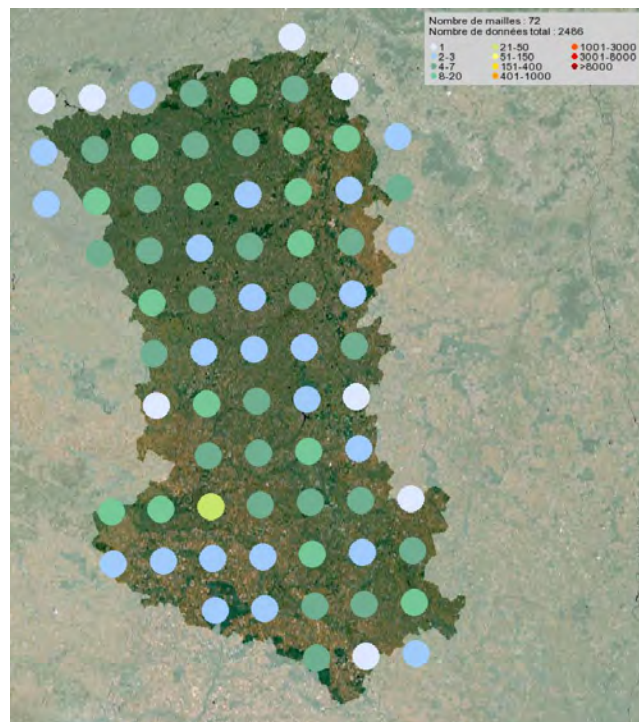 Nombre de mailles : 72
Nombre de données total : 2486
1 21-50 1001-3000
2-3 51-150 3001-8000
4-7 151-400 >8000
8-20 401-1000